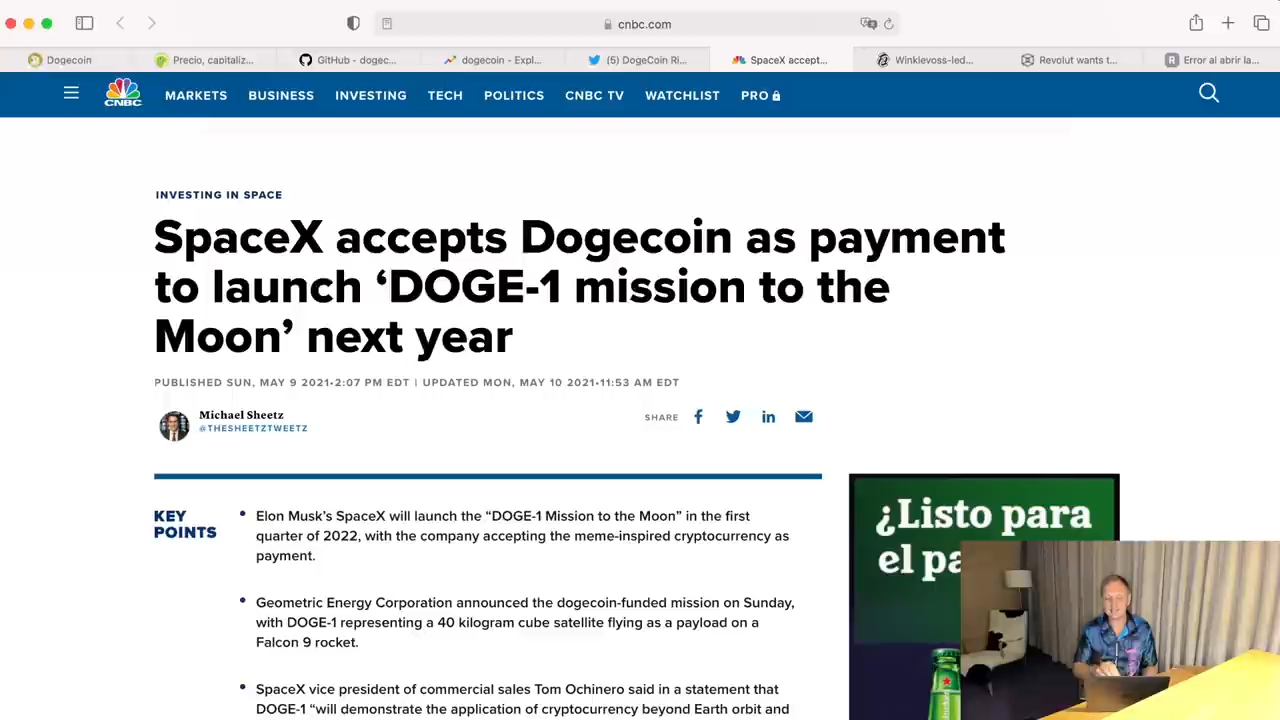 cnbc.com
Dogecoin
Precio, capitaliz...
GitHub - dogec...
dogecoin - Expl...
(5) DogeCoin Ri...
SpaceX accept...
Winklevoss-led...
Revolut wants t...
Error al abrir la...
CNBC
MARKETS BUSINESS INVESTING TECH POLITICS CNBC TV WATCHLIST PRO
INVESTING IN SPACE
SpaceX accepts Dogecoin as payment
to launch ‘DOGE-1 mission to the
Moon’ next year
PUBLISHED SUN, MAY 9 2021•2:07 PM EDT | UPDATED MON, MAY 10 2021•11:53 AM EDT
Michael Sheetz
@THESHEETZTWEETZ
SHARE
KEY
POINTS
• Elon Musk’s SpaceX will launch the “DOGE-1 Mission to the Moon” in the first
quarter of 2022, with the company accepting the meme-inspired cryptocurrency as
payment.
• Geometric Energy Corporation announced the dogecoin-funded mission on Sunday,
with DOGE-1 representing a 40 kilogram cube satellite flying as a payload on a
Falcon 9 rocket.
• SpaceX vice president of commercial sales Tom Ochinero said in a statement that
DOGE-1 “will demonstrate the application of cryptocurrency beyond Earth orbit and
¿Listo para
el pa